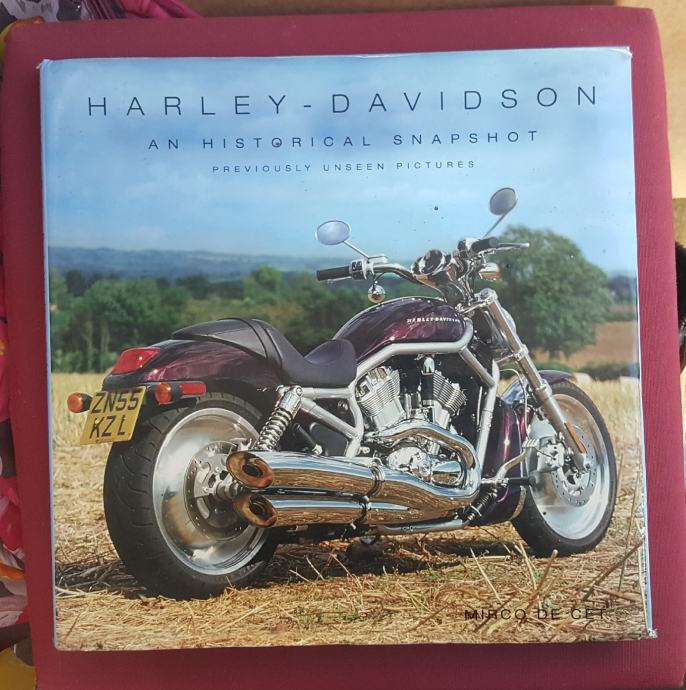 HARLEY-DAVIDSON
AN HISTORICAL SNAPSHOT
PREVIOUSLY UNSEEN PICTURES
HARLEY-DAVIDSON
ZN55
KZL
MIRCO DE CET